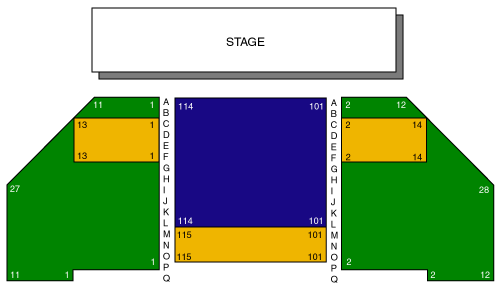 STAGE
11 1 A 114 101 A 2 12
B B
13 1 C C 2 14
D D
E E
13 1 F F 2 14
G G
H H
27 I I 28
J J
K K
L 114 101 L
M 115 101 M
N N
1 O 115 101 O 2
P P
11 1 Q Q 2 12